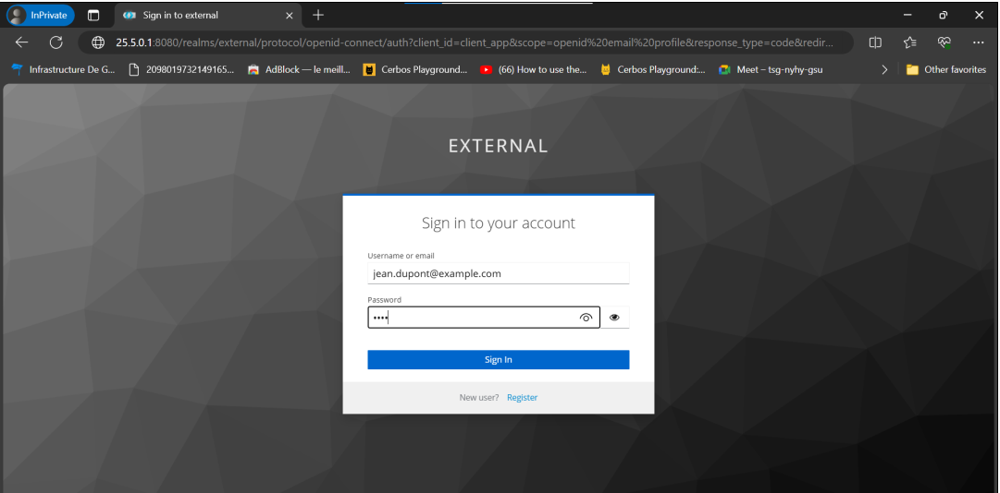 InPrivate
Sign in to external
25.5.0.1:8080/realms/external/protocol/openid-connect/auth?client_id=client_app&scope=openid%20email%20profile&response_type=code&redir...
Infrastructure De G...
2098019732149165...
AdBlock — le meill...
Cerbos Playground...
(66) How to use the...
Cerbos Playground:...
Meet – tsg-nyhy-gsu
Other favorites
EXTERNAL
Sign in to your account
Username or email
jean.dupont@example.com
Password
Sign In
New user? Register